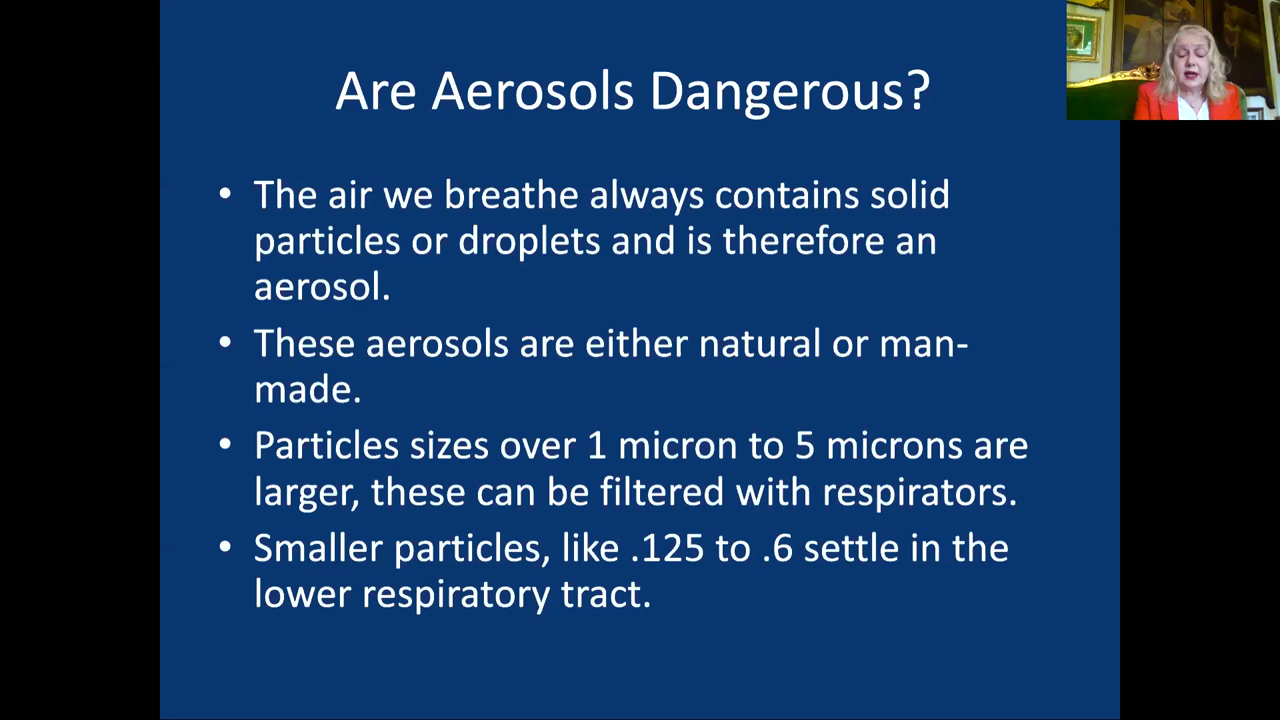 Are Aerosols Dangerous?
• The air we breathe always contains solid
particles or droplets and is therefore an
aerosol.
• These aerosols are either natural or man-
made.
• Particles sizes over 1 micron to 5 microns are
larger, these can be filtered with respirators.
• Smaller particles, like .125 to .6 settle in the
lower respiratory tract.